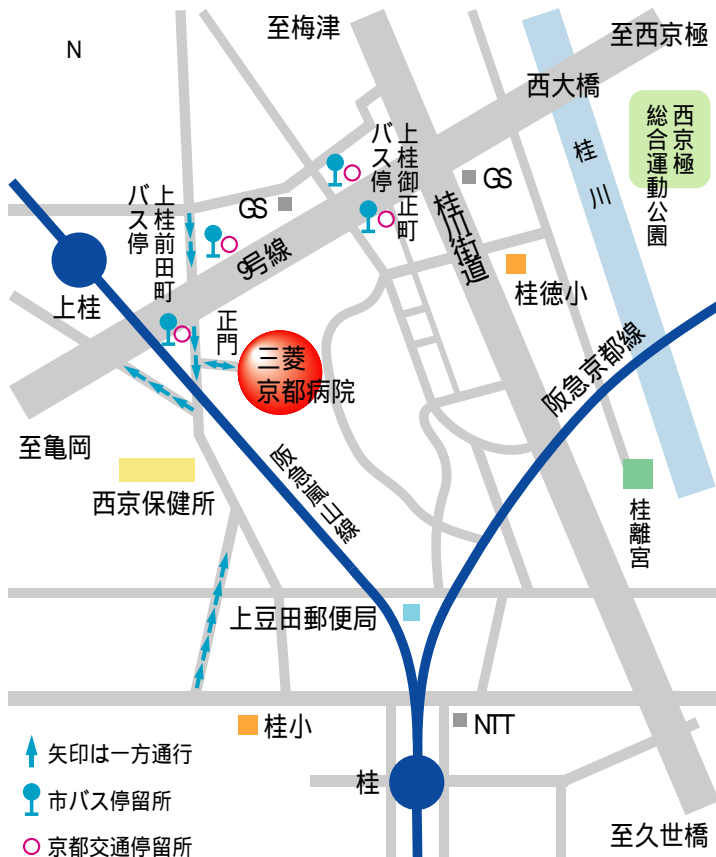 至梅津
至西京極
N
西大橋
西京極
総合運動公園
桂川
上桂御正町
バス停
GS
桂川街道
上桂前田町
バス停
GS
9号線
桂徳小
上桂
正門
三菱
京都病院
阪急京都線
至亀岡
阪急嵐山線
西京保健所
桂離宮
上豆田郵便局
桂小
NTT
矢印は一方通行
桂
市バス停留所
至久世橋
京都交通停留所